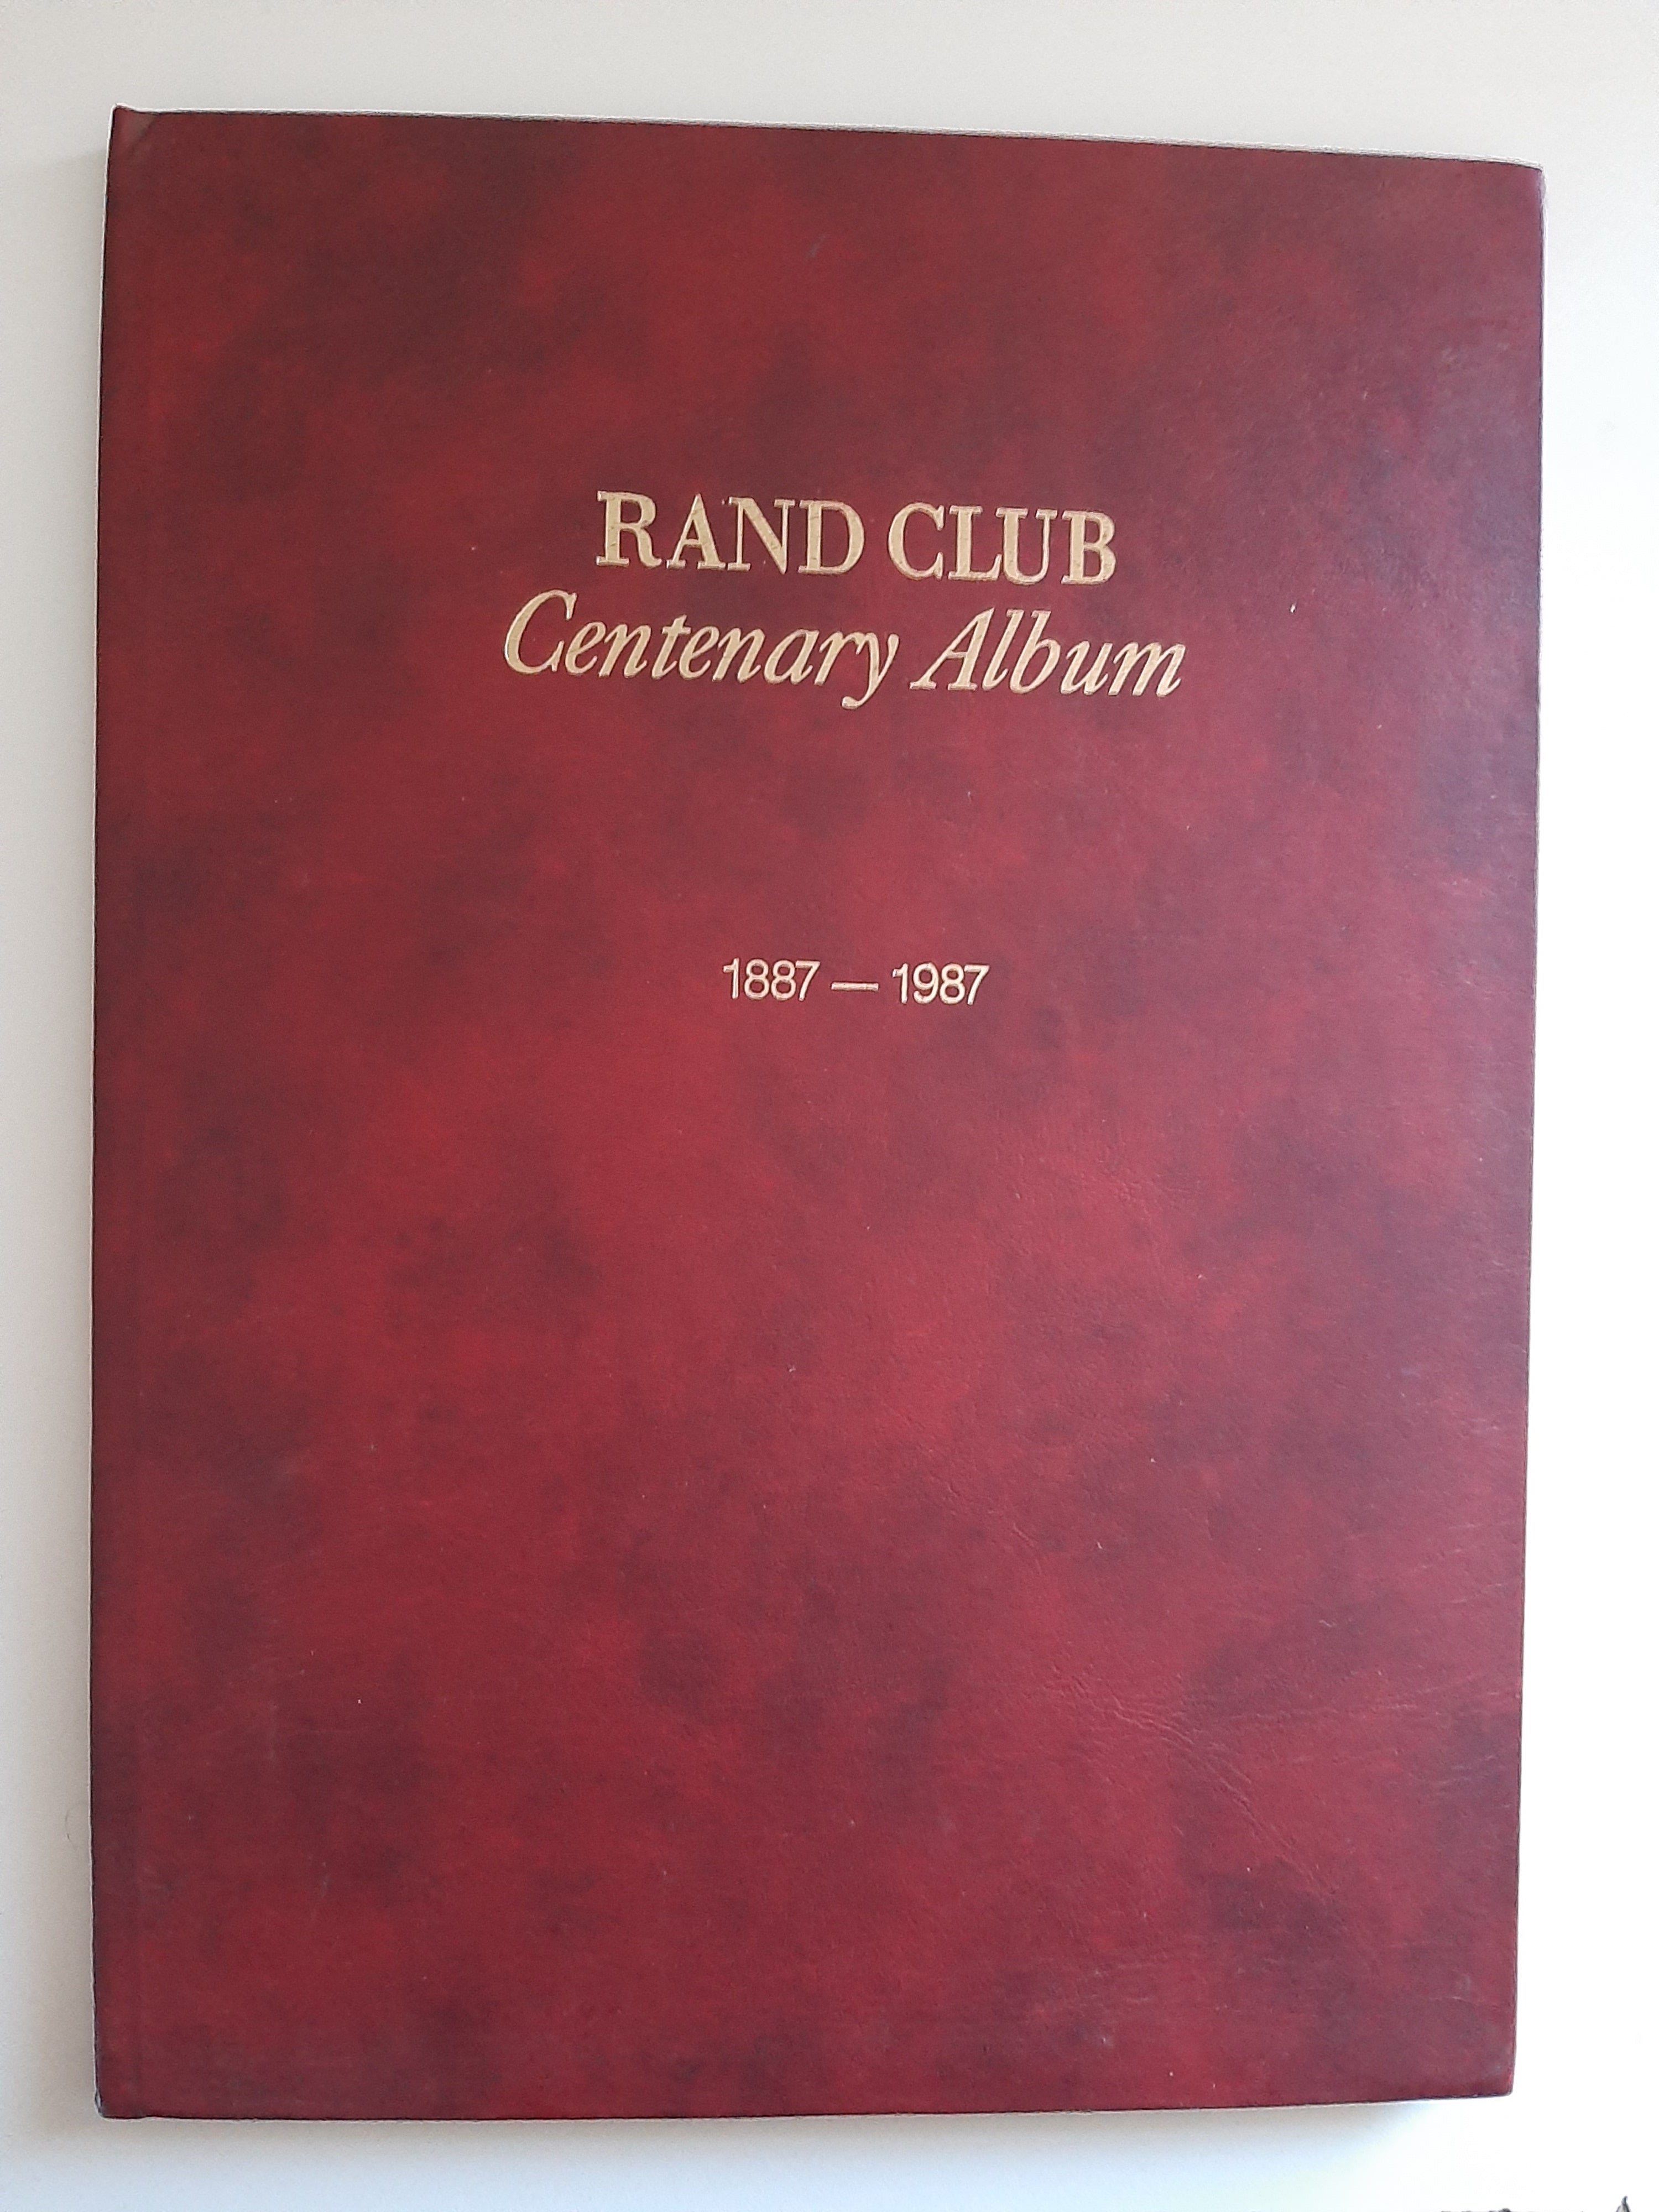 RAND CLUB
Centenary Album
1887 — 1987